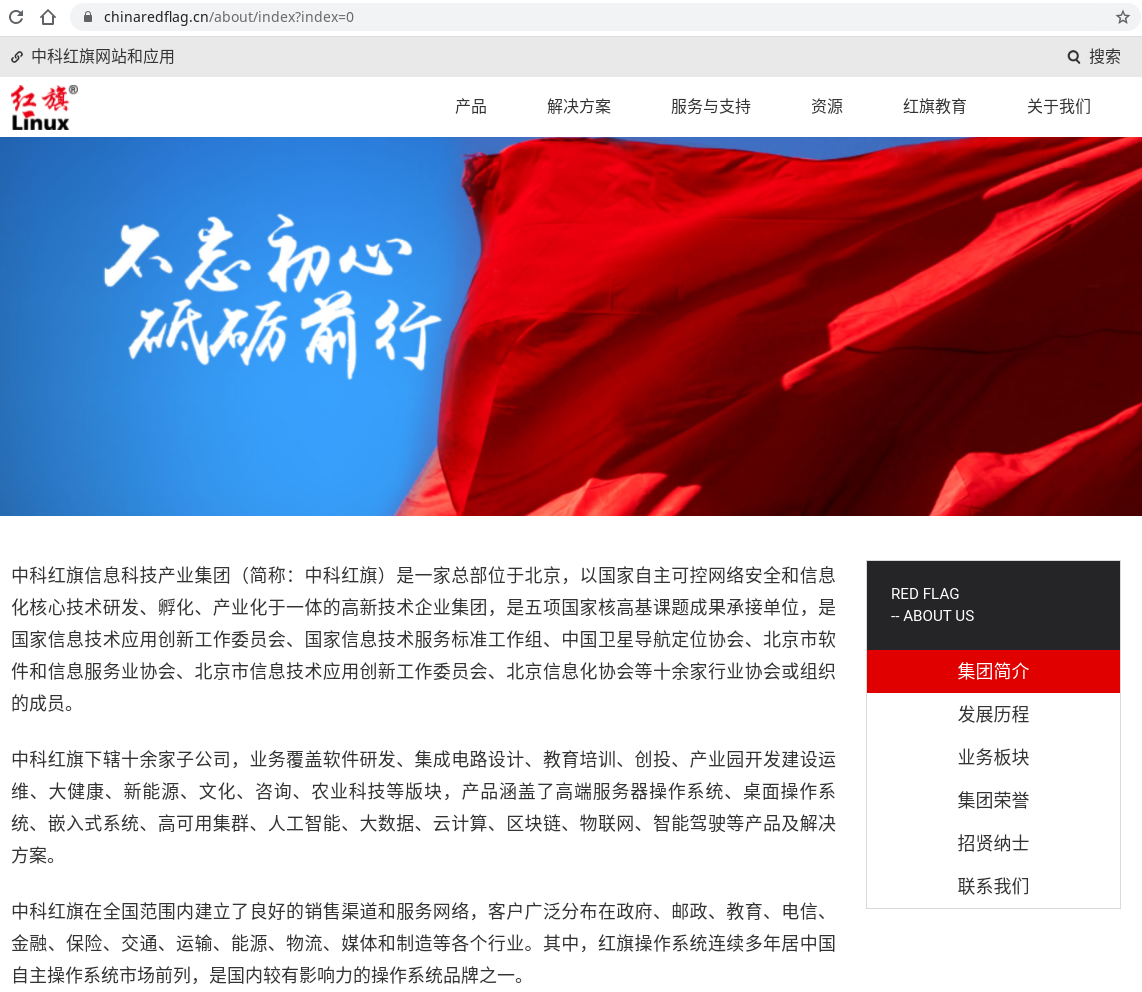 chinaredflag.cn/about/index?index=0
中科红旗网站和应用
搜索
红旗®
Linux
产品
解决方案
服务与支持
资源
红旗教育
关于我们
不忘初心
砥砺前行
中科红旗信息科技产业集团（简称：中科红旗）是一家总部位于北京，以国家自主可控网络安全和信息
化核心技术研发、孵化、产业化于一体的高新技术企业集团，是五项国家核高基课题成果承接单位，是
国家信息技术应用创新工作委员会、国家信息技术服务标准工作组、中国卫星导航定位协会、北京市软
件和信息服务业协会、北京市信息技术应用创新工作委员会、北京信息化协会等十余家行业协会或组织
的成员。
中科红旗下辖十余家子公司，业务覆盖软件研发、集成电路设计、教育培训、创投、产业园开发建设运
维、大健康、新能源、文化、咨询、农业科技等版块，产品涵盖了高端服务器操作系统、桌面操作系
统、嵌入式系统、高可用集群、人工智能、大数据、云计算、区块链、物联网、智能驾驶等产品及解决
方案。
中科红旗在全国范围内建立了良好的销售渠道和服务网络，客户广泛分布在政府、邮政、教育、电信、
金融、保险、交通、运输、能源、物流、媒体和制造等各个行业。其中，红旗操作系统连续多年居中国
自主操作系统市场前列，是国内较有影响力的操作系统品牌之一。
RED FLAG
-- ABOUT US
集团简介
发展历程
业务板块
集团荣誉
招贤纳士
联系我们